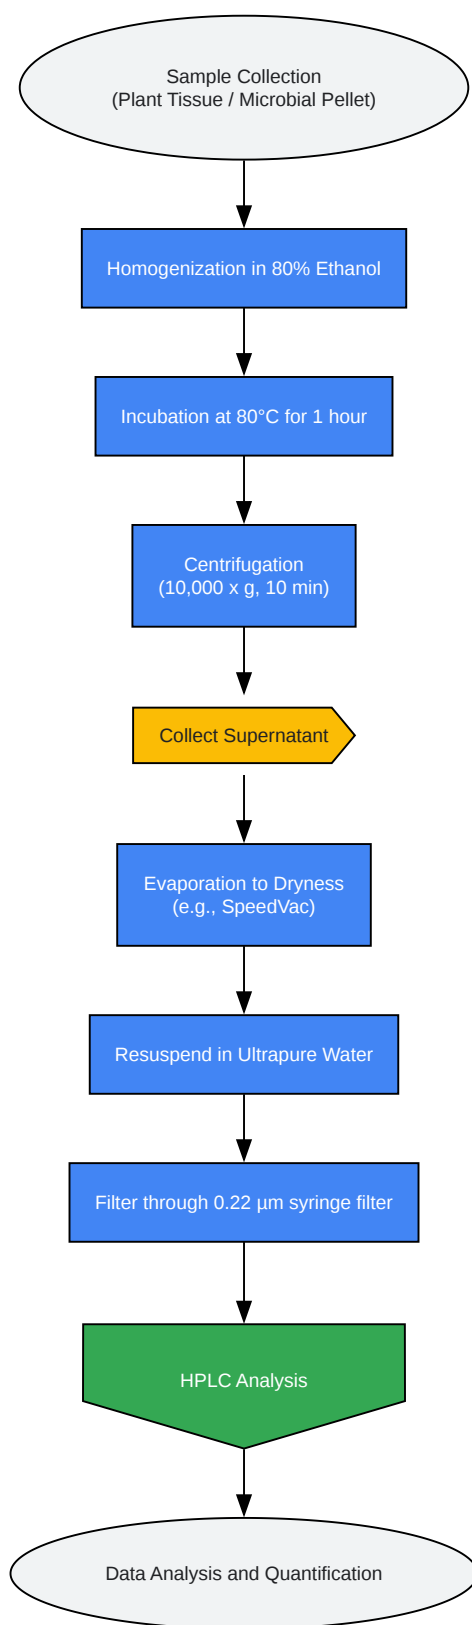 Sample Collection
(Plant Tissue / Microbial Pellet)
Homogenization in 80% Ethanol
Incubation at 80°C for 1 hour
Centrifugation
(10,000 x g, 10 min)
Collect Supernatant
Evaporation to Dryness
(e.g., SpeedVac)
Resuspend in Ultrapure Water
Filter through 0.22 µm syringe filter
HPLC Analysis
Data Analysis and Quantification